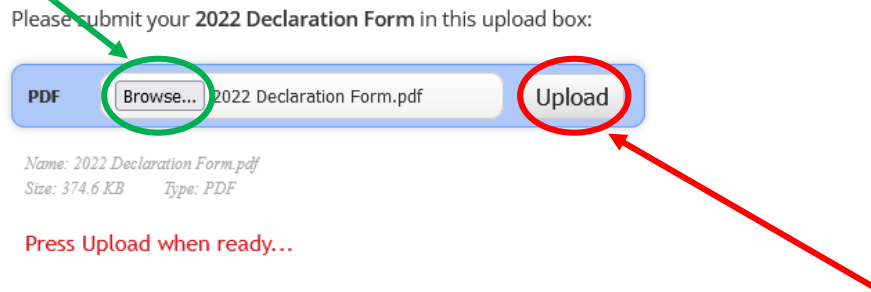 Please submit your 2022 Declaration Form in this upload box:
PDF Browse... 2022 Declaration Form.pdf Upload
Name: 2022 Declaration Form.pdf
Size: 374.6 KB Type: PDF
Press Upload when ready...